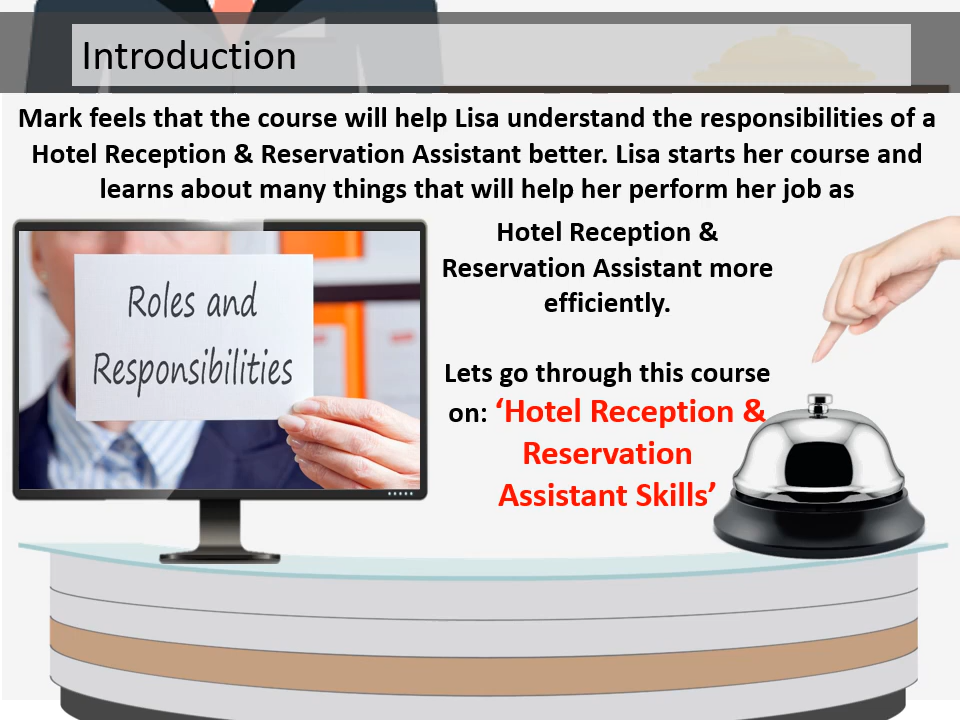 Introduction
Mark feels that the course will help Lisa understand the responsibilities of a
Hotel Reception & Reservation Assistant better. Lisa starts her course and
learns about many things that will help her perform her job as
Hotel Reception &
Reservation Assistant more
efficiently.
Roles and
Responsibilities
Lets go through this course
on: ‘Hotel Reception &
Reservation
Assistant Skills’